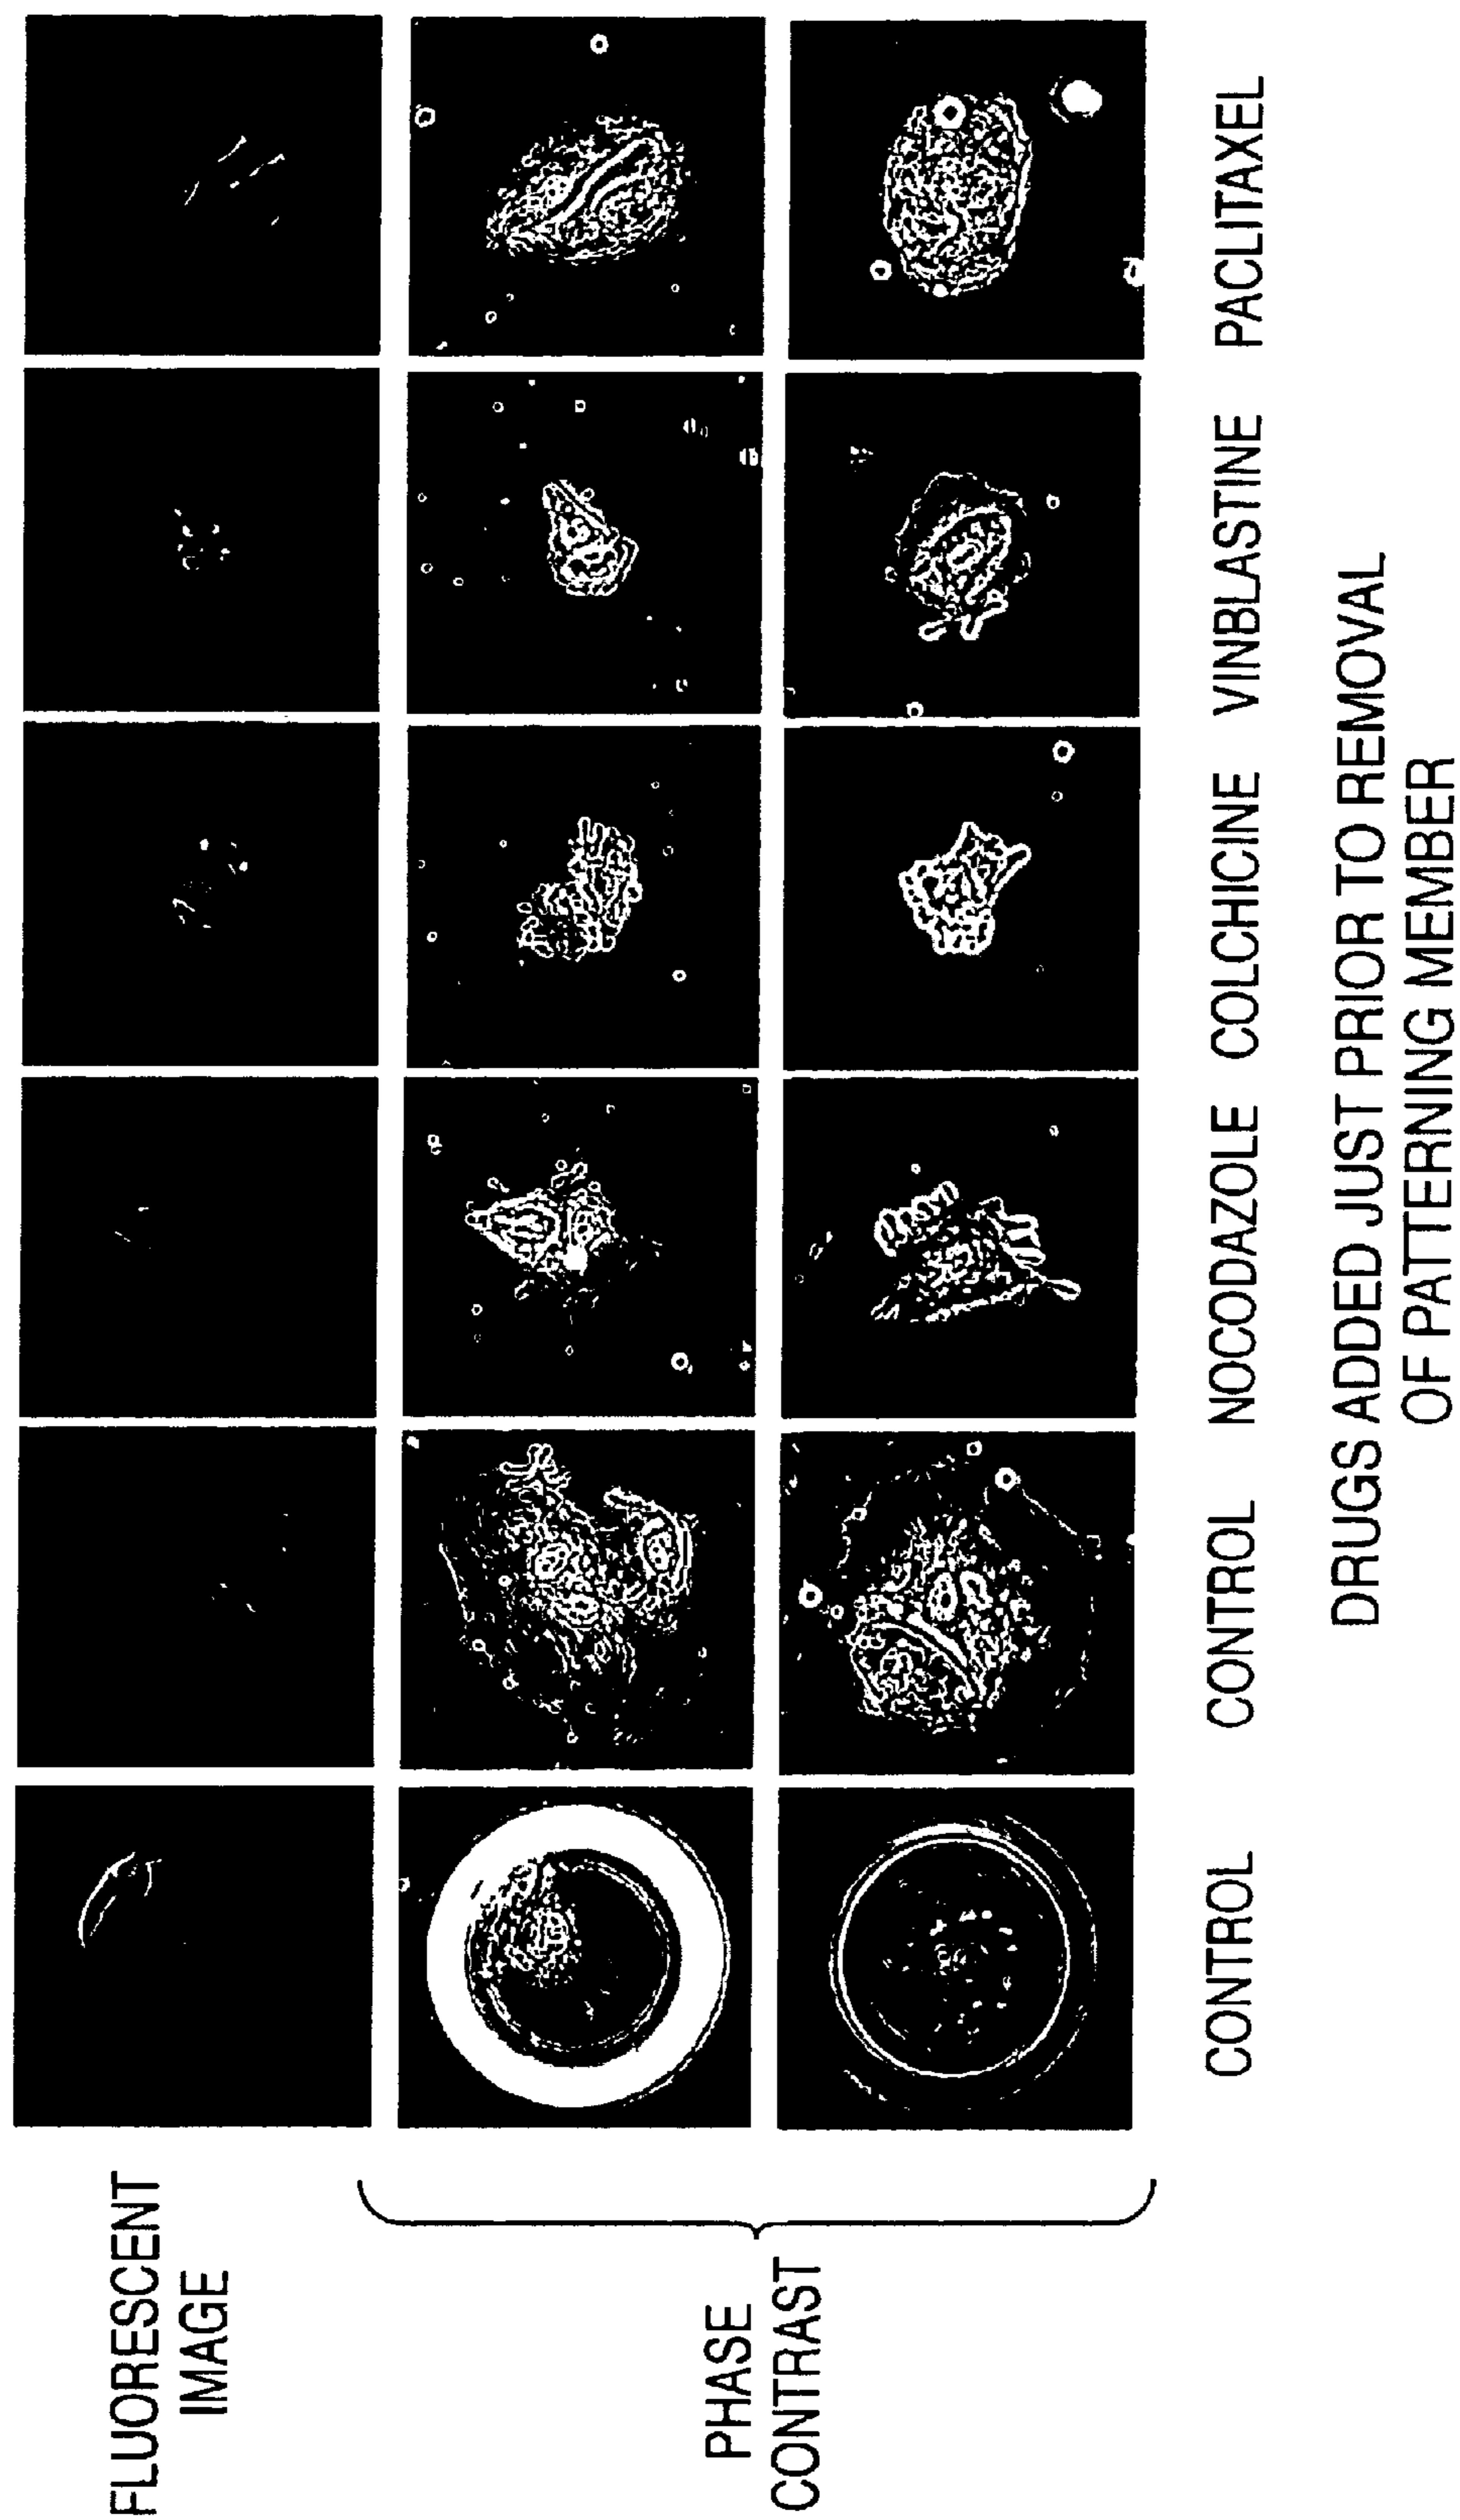 FLUORESCENT
IMAGE
PHASE
CONTRAST
CONTROL CONTROL NOCODAZOLE COLCHICINE VINBLASTINE PACLITAXEL
DRUGS ADDED JUST PRIOR TO REMOVAL
OF PATTERNING MEMBER